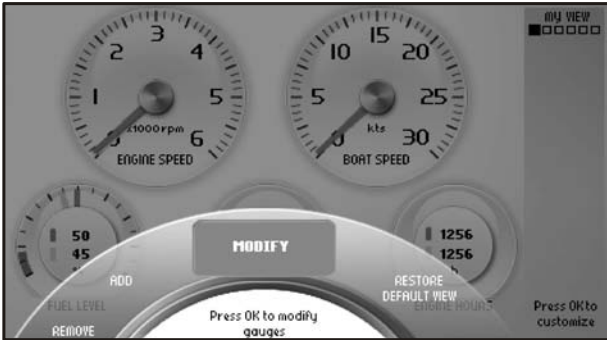 MY VIEW
0 1 2 3 4 5 6
x1000 rpm
ENGINE SPEED
0 5 10 15 20 25 30
kts
BOAT SPEED
50
45
FUEL LEVEL
1256
1256
h
ENGINE HOURS
MODIFY
ADD
REMOVE
RESTORE
DEFAULT VIEW
Press OK to modify
gauges
Press OK to
customize